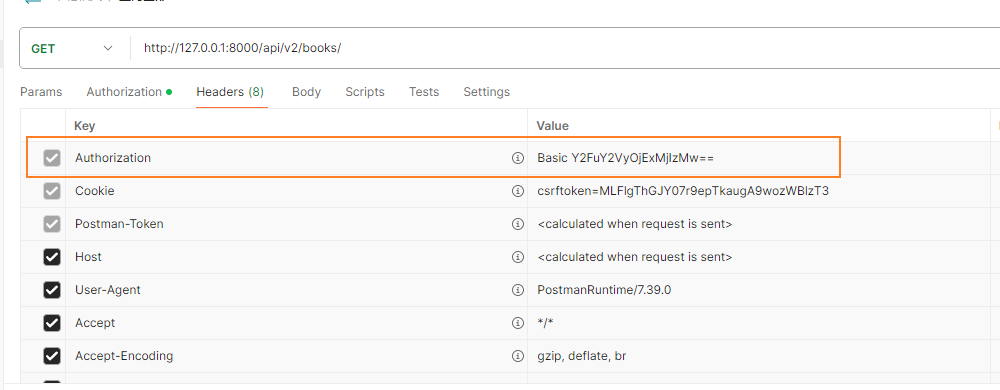 GET http://127.0.0.1:8000/api/v2/books/
Params Authorization Headers (8) Body Scripts Tests Settings
Key Value
Authorization Basic Y2FuY2VyOjExMjIzMw==
Cookie csrftoken=MLFlgThGJY07r9epTkaugA9wozWBlzT3
Postman-Token <calculated when request is sent>
Host <calculated when request is sent>
User-Agent PostmanRuntime/7.39.0
Accept */*
Accept-Encoding gzip, deflate, br